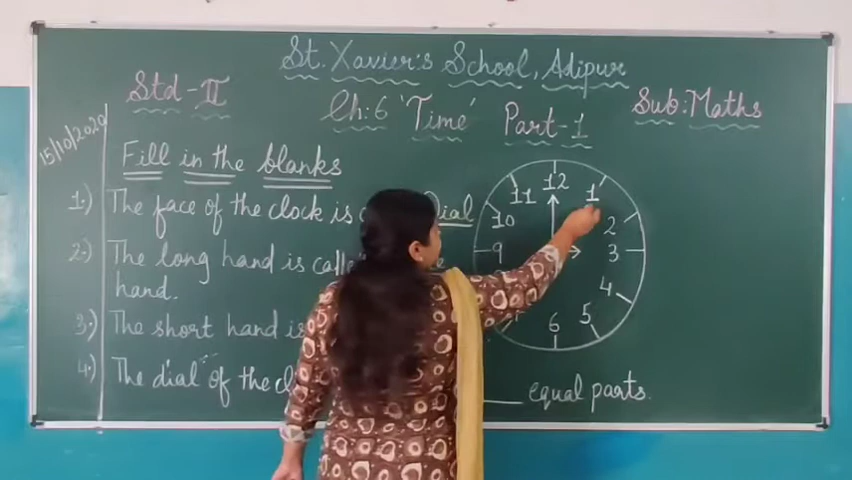 St. Xavier's School, Adipur
Std-II
Ch:6 'Time' Part-1
Sub:Maths
15/10/2020
Fill in the blanks
1.) The face of the clock is Dial
2.) The long hand is
hand.
3.) The short hand is
4.) The dial of the equal parts.
12
11
1
10
2
9
3
4
5
6